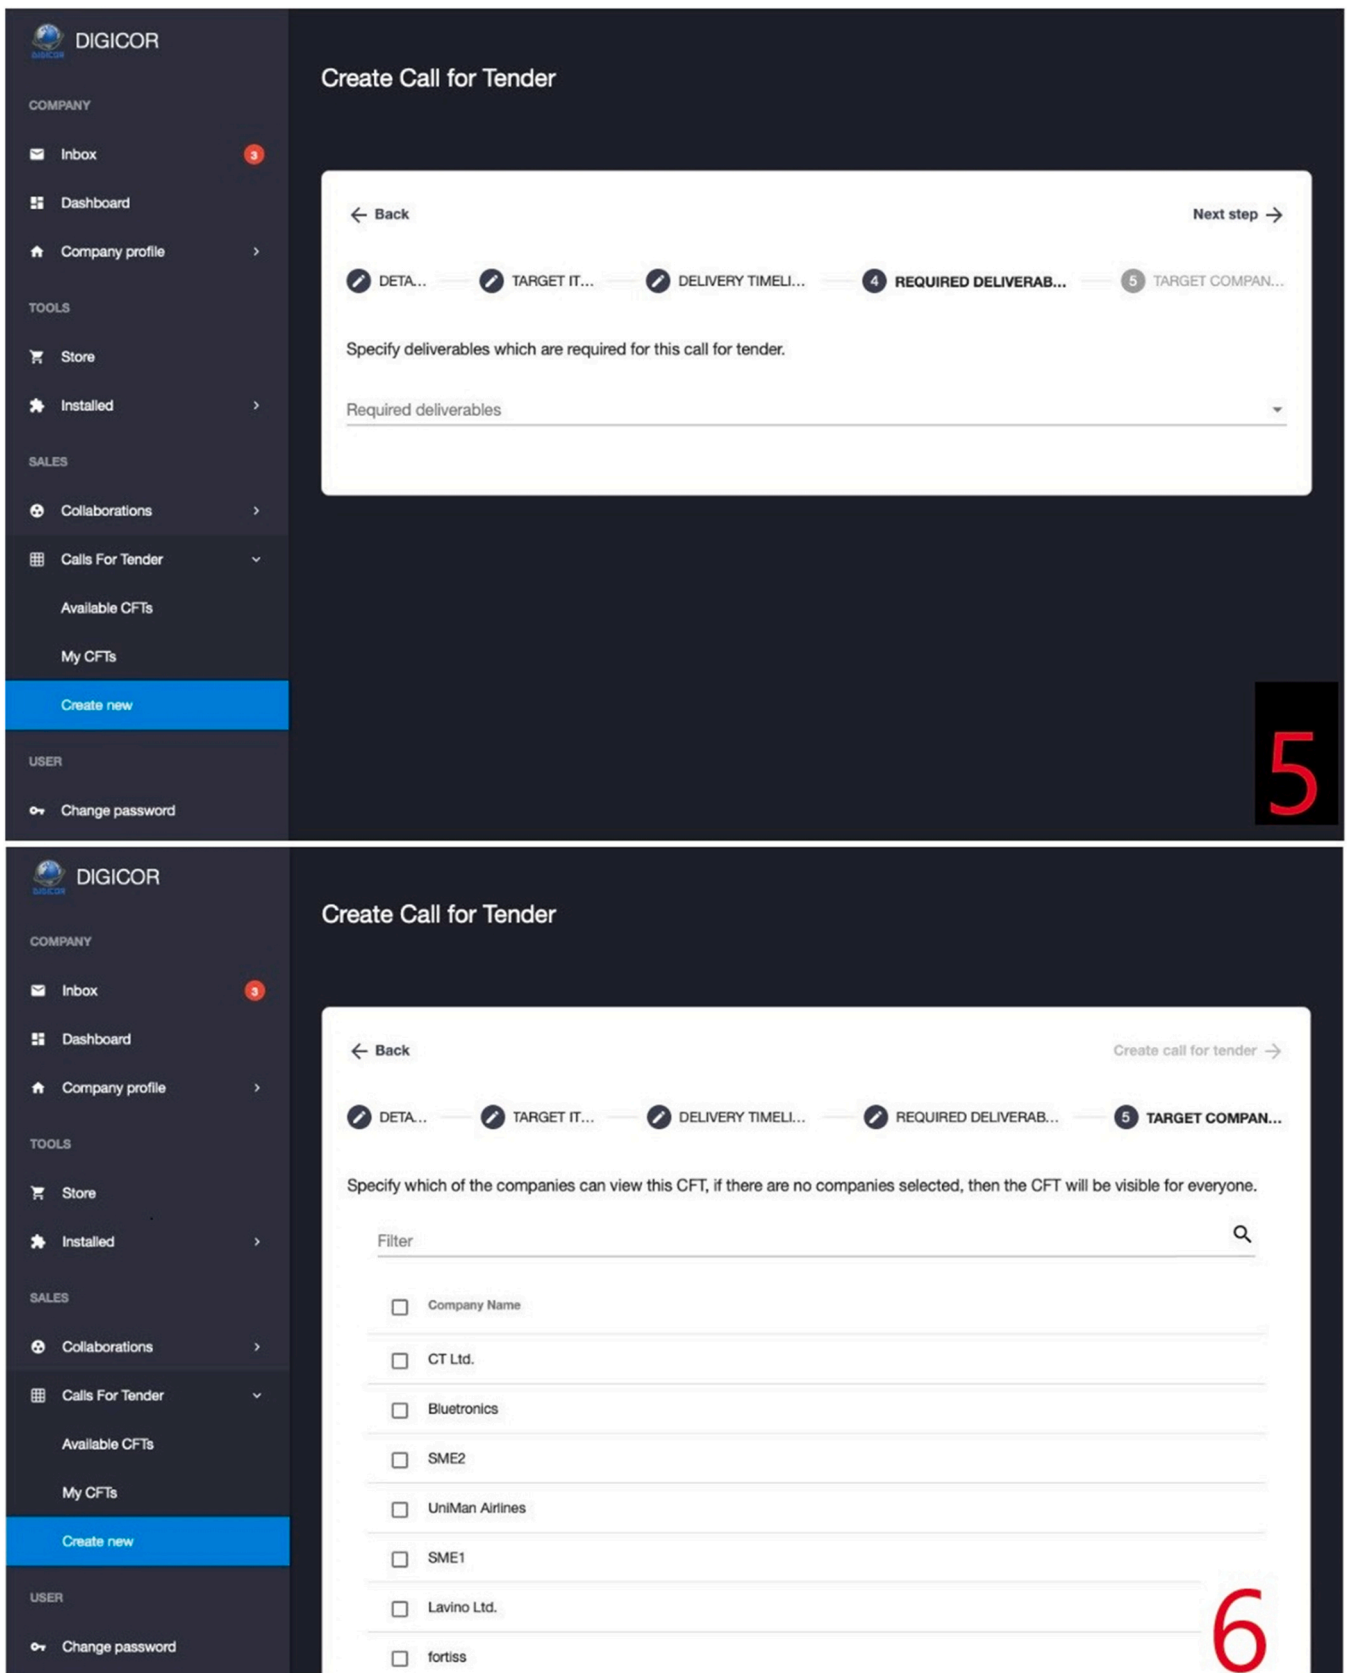 DIGICOR
Create Call for Tender
COMPANY
Inbox 3
Dashboard
Company profile
TOOLS
Store
Installed
SALES
Collaborations
Calls For Tender
Available CFTs
My CFTs
Create new
USER
Change password
Back Next step
DETA... TARGET IT... DELIVERY TIMELI... 4 REQUIRED DELIVERAB... 5 TARGET COMPAN...
Specify deliverables which are required for this call for tender.
Required deliverables
5
DIGICOR
Create Call for Tender
COMPANY
Inbox 3
Dashboard
Company profile
TOOLS
Store
Installed
SALES
Collaborations
Calls For Tender
Available CFTs
My CFTs
Create new
USER
Change password
Back Create call for tender
DETA... TARGET IT... DELIVERY TIMELI... REQUIRED DELIVERAB... 5 TARGET COMPAN...
Specify which of the companies can view this CFT, if there are no companies selected, then the CFT will be visible for everyone.
Filter
Company Name
CT Ltd.
Bluetronics
SME2
UniMan Airlines
SME1
Lavino Ltd.
fortiss
6